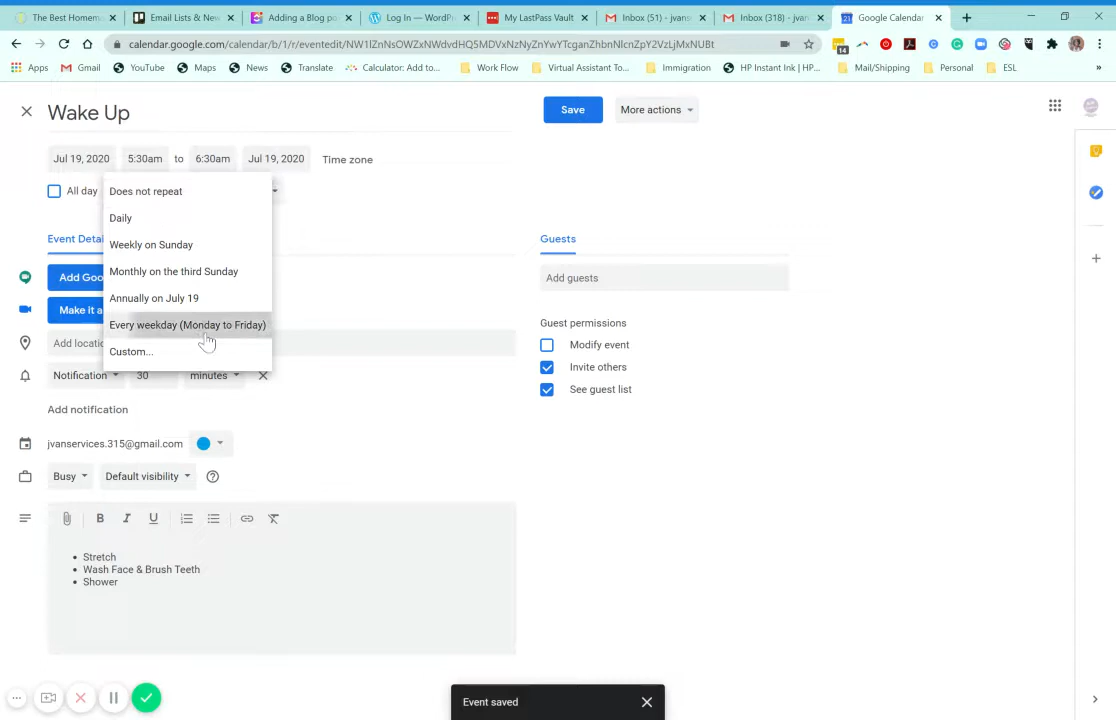 The Best Homema
Email Lists & New
Adding a Blog po
Log In — WordPr
My LastPass Vault
Inbox (51) - jvans
Inbox (318) - jvan
Google Calendar
calendar.google.com/calendar/b/1/r/eventedit/NW1lZnNsOWZxNWdvdHQ5MDVxNzNyZnYwYTcganZhbnNlcnZpY2VzLjMxNUBt
14
Apps
Gmail
YouTube
Maps
News
Translate
Calculator: Add to...
Work Flow
Virtual Assistant To...
Immigration
HP Instant Ink | HP...
Mail/Shipping
Personal
ESL
»
Wake Up
Save
More actions
Jul 19, 2020 5:30am to 6:30am Jul 19, 2020 Time zone
All day
Does not repeat
Daily
Weekly on Sunday
Monthly on the third Sunday
Annually on July 19
Every weekday (Monday to Friday)
Custom...
Event Detai
Add Goo
Make it a
Add locati
Notification 30 minutes
Add notification
jvanservices.315@gmail.com
Busy Default visibility
B I U
Stretch
Wash Face & Brush Teeth
Shower
Guests
Add guests
Guest permissions
Modify event
Invite others
See guest list
Event saved